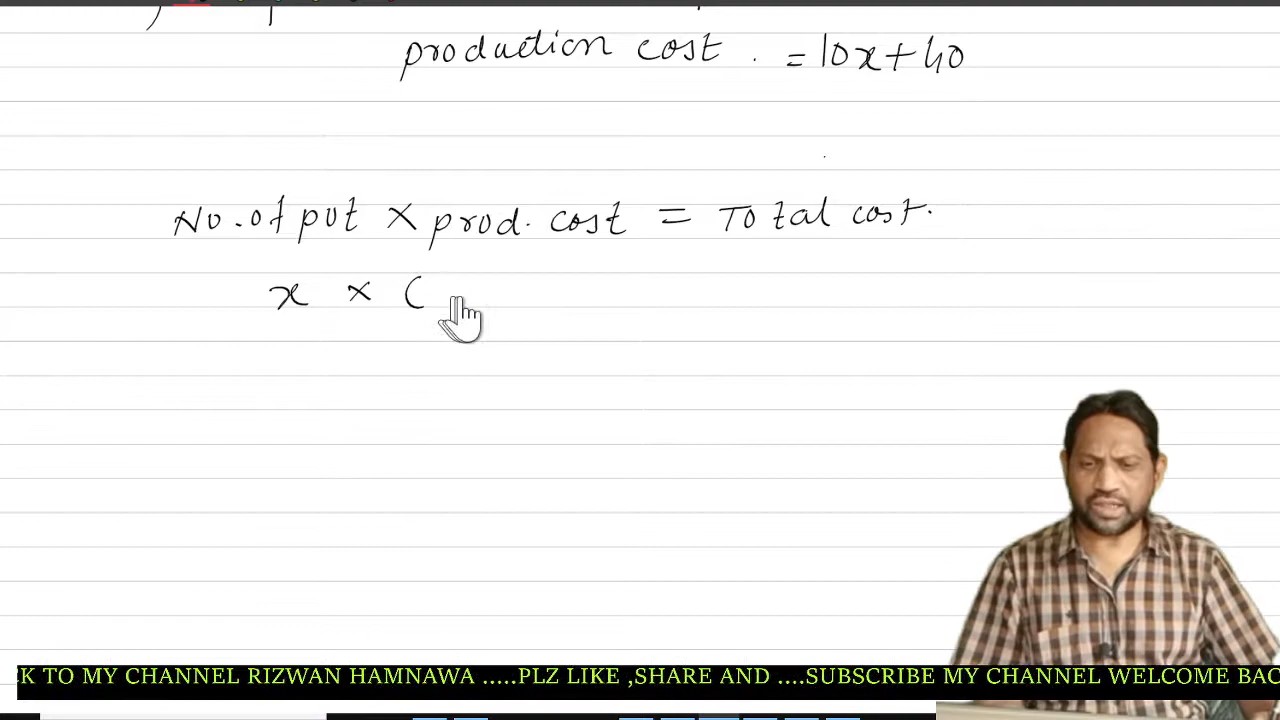 production cost . = 10x+40
No. of pot × prod. cost = Total cost.
x × (
CK TO MY CHANNEL RIZWAN HAMNAWA .....PLZ LIKE ,SHARE AND ....SUBSCRIBE MY CHANNEL WELCOME BAC